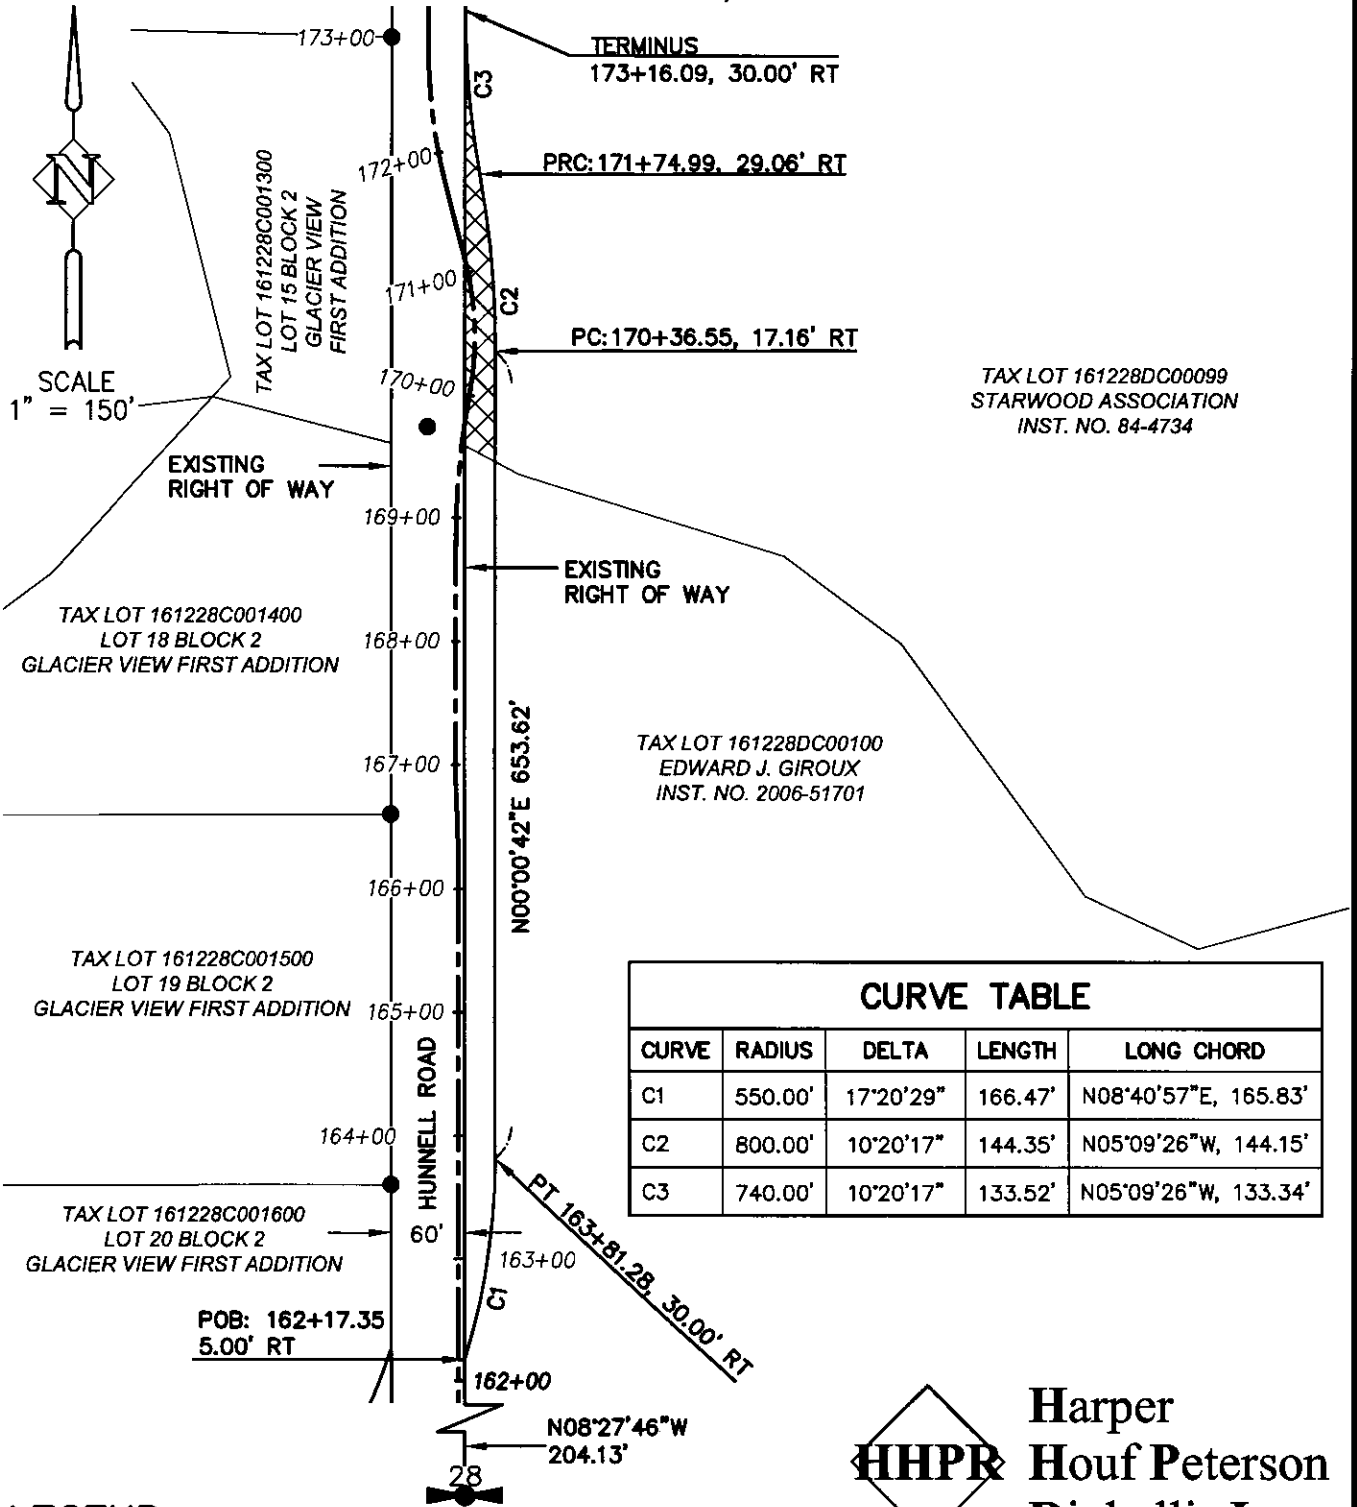 173+00
TERMINUS
173+16.09, 30.00' RT
C3
172+00
PRC: 171+74.99, 29.06' RT
N
TAX LOT 161228C001300
LOT 15 BLOCK 2
GLACIER VIEW
FIRST ADDITION
171+00
C2
PC: 170+36.55, 17.16' RT
SCALE
1" = 150'
170+00
TAX LOT 161228DC00099
STARWOOD ASSOCIATION
INST. NO. 84-4734
EXISTING
RIGHT OF WAY
169+00
EXISTING
RIGHT OF WAY
TAX LOT 161228C001400
LOT 18 BLOCK 2
GLACIER VIEW FIRST ADDITION
168+00
N00°00'42"E 653.62'
TAX LOT 161228DC00100
EDWARD J. GIROUX
INST. NO. 2006-51701
167+00
166+00
TAX LOT 161228C001500
LOT 19 BLOCK 2
GLACIER VIEW FIRST ADDITION
165+00
HUNNELL ROAD
CURVE TABLE
CURVE RADIUS DELTA LENGTH LONG CHORD
C1 550.00' 17°20'29" 166.47' N08°40'57"E, 165.83'
C2 800.00' 10°20'17" 144.35' N05°09'26"W, 144.15'
C3 740.00' 10°20'17" 133.52' N05°09'26"W, 133.34'
164+00
PT 163+81.28, 30.00' RT
TAX LOT 161228C001600
LOT 20 BLOCK 2
GLACIER VIEW FIRST ADDITION
60'
163+00
C1
POB: 162+17.35
5.00' RT
162+00
N08°27'46"W
204.13'
28
HHPR
Harper
Houf Peterson